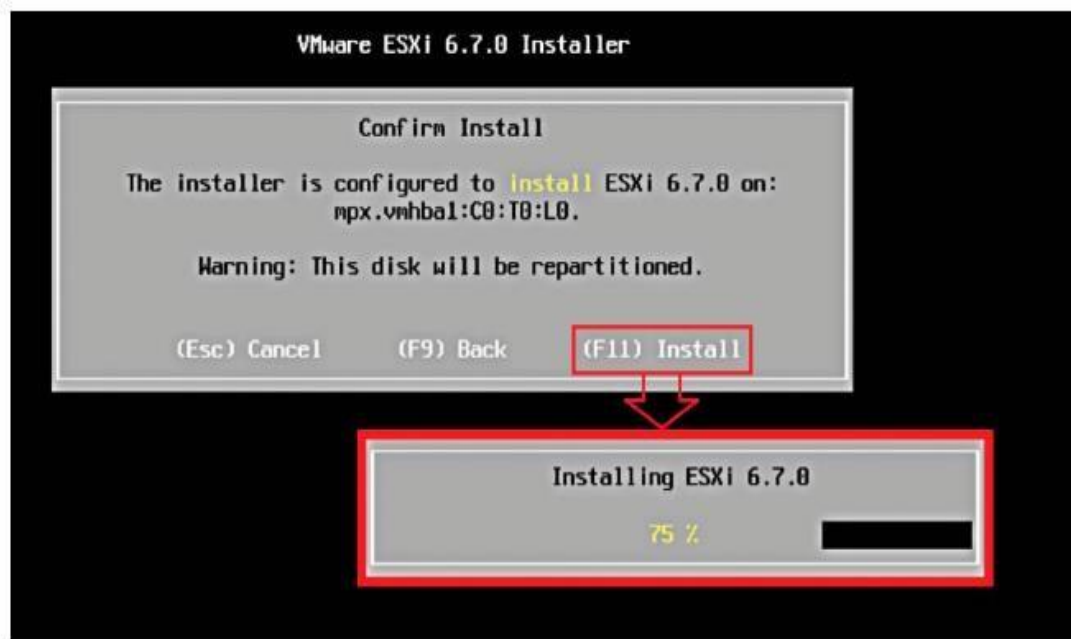 VMware ESXi 6.7.0 Installer
Confirm Install
The installer is configured to install ESXi 6.7.0 on:
mpx.vmhba1:C0:T0:L0.
Warning: This disk will be repartitioned.
(Esc) Cancel (F9) Back (F11) Install
Installing ESXi 6.7.0
75 %